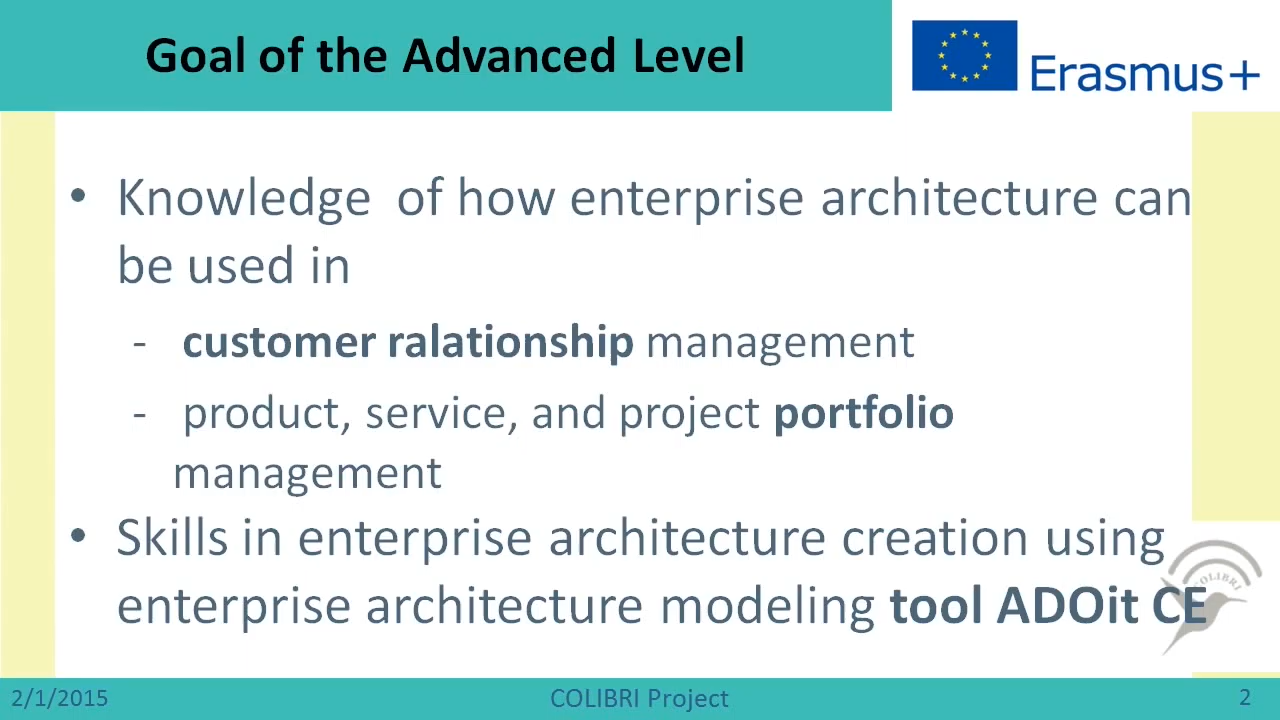 Goal of the Advanced Level
Erasmus+
• Knowledge of how enterprise architecture can
be used in
- customer ralationship management
- product, service, and project portfolio
management
• Skills in enterprise architecture creation using
enterprise architecture modeling tool ADOit CE
COLIBRI
2/1/2015
COLIBRI Project
2